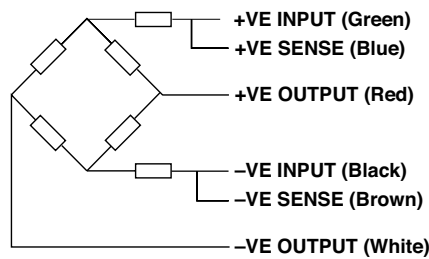 +VE INPUT (Green)
+VE SENSE (Blue)
+VE OUTPUT (Red)
–VE INPUT (Black)
–VE SENSE (Brown)
–VE OUTPUT (White)